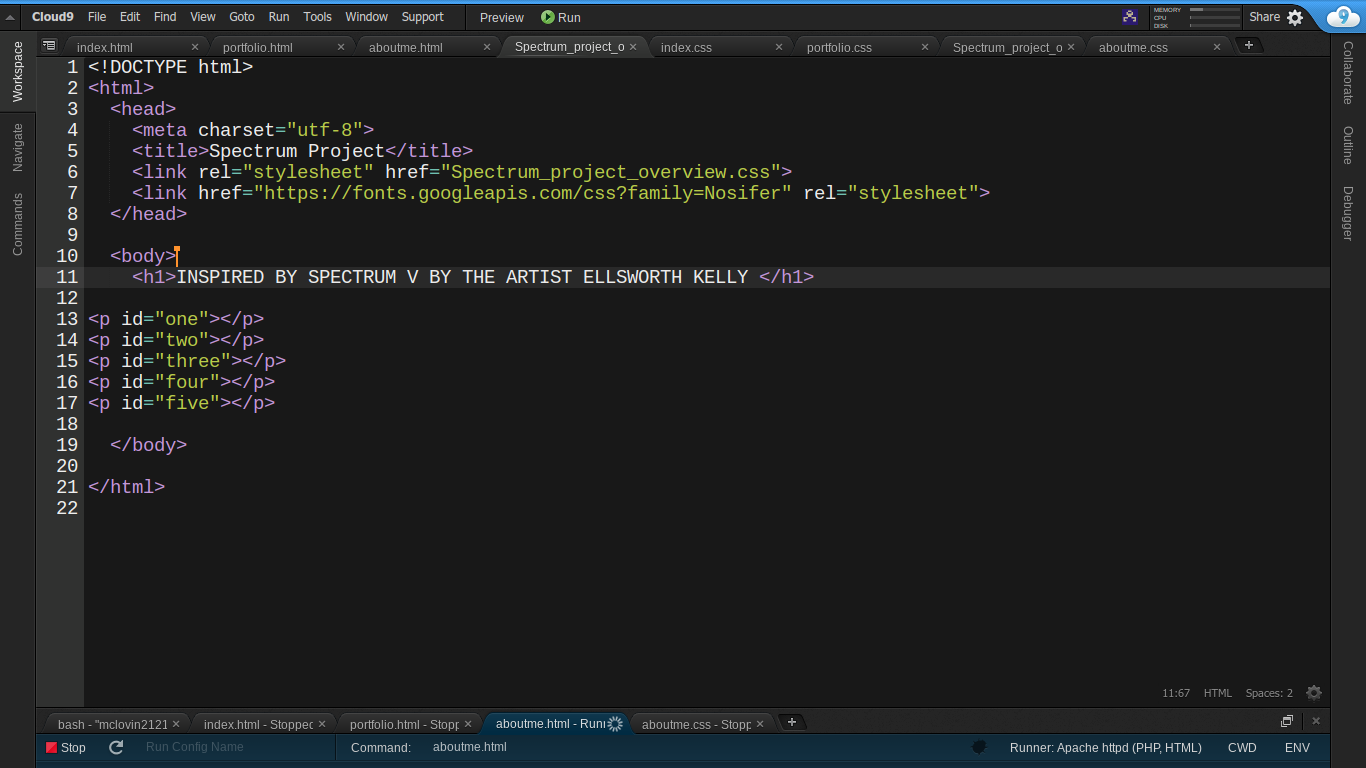 Cloud9 File Edit Find View Goto Run Tools Cloud Window Support Preview Run MEMORY CPU DISK Share 9
index.html × portfolio.html × aboutme.html × Spectrum_project_o × index.css × portfolio.css × Spectrum_project_o × aboutme.css × +
Workspace
Navigate
Commands
1 <!DOCTYPE html>
2 <html>
3 <head>
4 <meta charset="utf-8">
5 <title>Spectrum Project</title>
6 <link rel="stylesheet" href="Spectrum_project_overview.css">
7 <link href="https://fonts.googleapis.com/css?family=Nosifer" rel="stylesheet">
8 </head>
9
10 <body>
11 <h1>INSPIRED BY SPECTRUM V BY THE ARTIST ELLSWORTH KELLY </h1>
12
13 <p id="one"></p>
14 <p id="two"></p>
15 <p id="three"></p>
16 <p id="four"></p>
17 <p id="five"></p>
18
19 </body>
20
21 </html>
22
Collaborate
Outline
Debugger
11:67 HTML Spaces: 2
bash - "mclovin2121 × index.html - Stopped × portfolio.html - Stopp × aboutme.html - Runn aboutme.css - Stopp × +
Stop Run Config Name Command: aboutme.html Runner: Apache httpd (PHP, HTML) CWD ENV